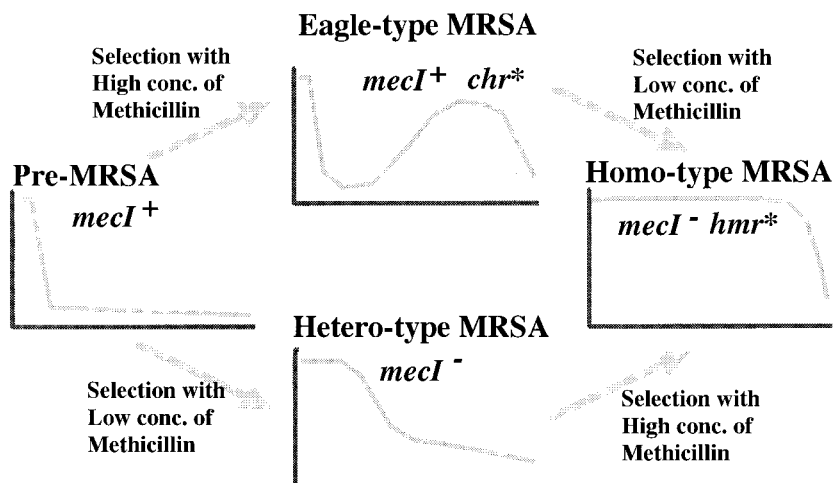 Eagle-type MRSA
Selection with
High conc. of
Methicillin
mecI+ chr*
Selection with
Low conc. of
Methicillin
Pre-MRSA
mecI+
Homo-type MRSA
mecI- hmr*
Hetero-type MRSA
mecI-
Selection with
Low conc. of
Methicillin
Selection with
High conc. of
Methicillin